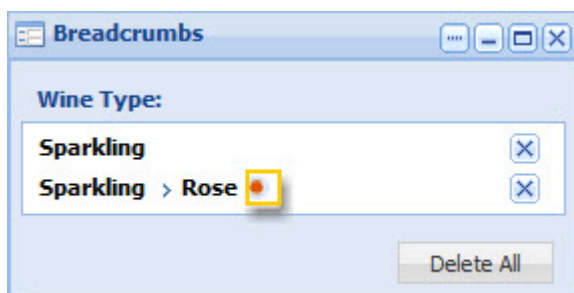 Breadcrumbs
Wine Type:
Sparkling
Sparkling > Rose
Delete All